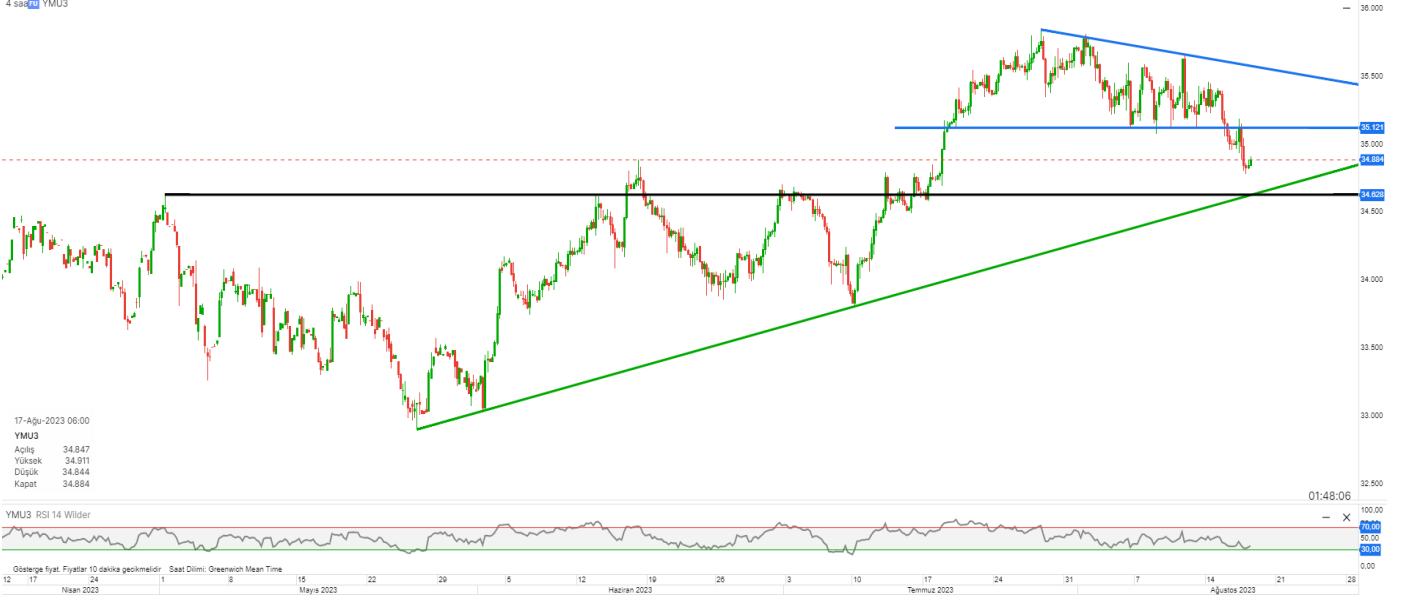 4 saa FU YMU3
36.000
35.500
35.121
35.000
34.884
34.628
34.500
34.000
33.500
33.000
32.500
17-Ağu-2023 06:00
YMU3
Açılış 34.847
Yüksek 34.911
Düşük 34.844
Kapat 34.884
01:48:06
YMU3 RSI 14 Wilder
100,00
70,00
50,00
30,00
0,00
Gösterge fiyat. Fiyatlar 10 dakika gecikmelidir Saat Dilimi: Greenwich Mean Time
12 17 24 1 8 15 22 29 5 12 19 26 3 10 17 24 31 7 14 21 28
Nisan 2023 Mayıs 2023 Haziran 2023 Temmuz 2023 Ağustos 2023